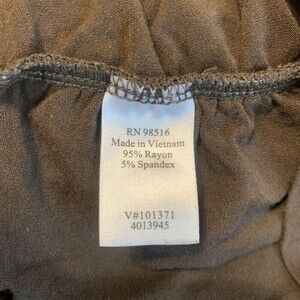 RN 98516
Made in Vietnam
95% Rayon
5% Spandex
V#101371
4013945